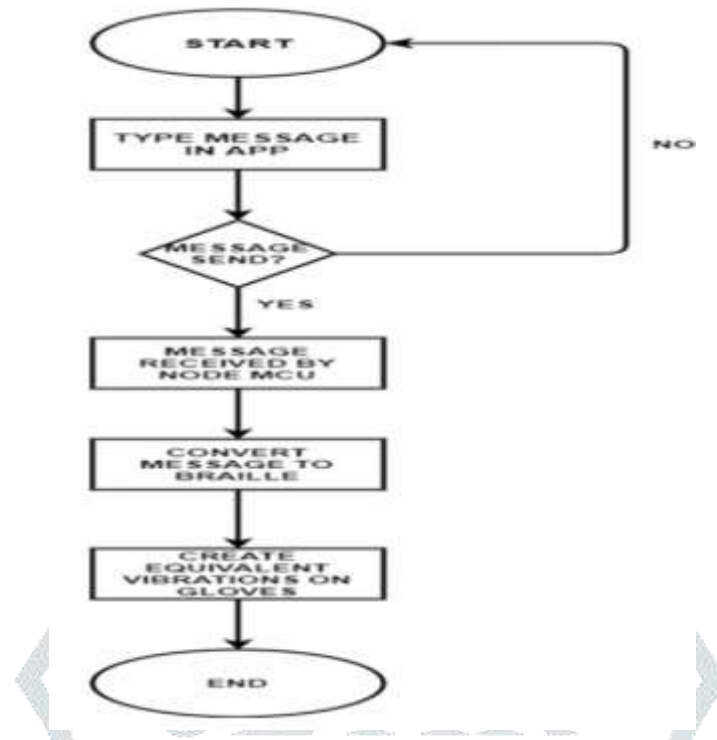 START
TYPE MESSAGE
IN APP
NO
MESSAGE
SEND?
YES
MESSAGE
RECEIVED BY
NODE MCU
CONVERT
MESSAGE TO
BRAILLE
CREATE
EQUIVALENT
VIBRATIONS ON
GLOVES
END